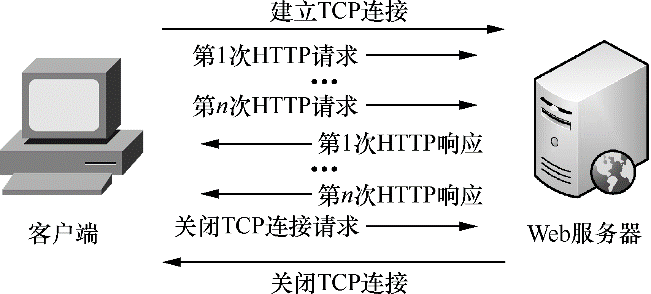 建立TCP连接
第1次HTTP请求
•••
第n次HTTP请求
第1次HTTP响应
•••
第n次HTTP响应
关闭TCP连接请求
客户端
Web服务器
关闭TCP连接